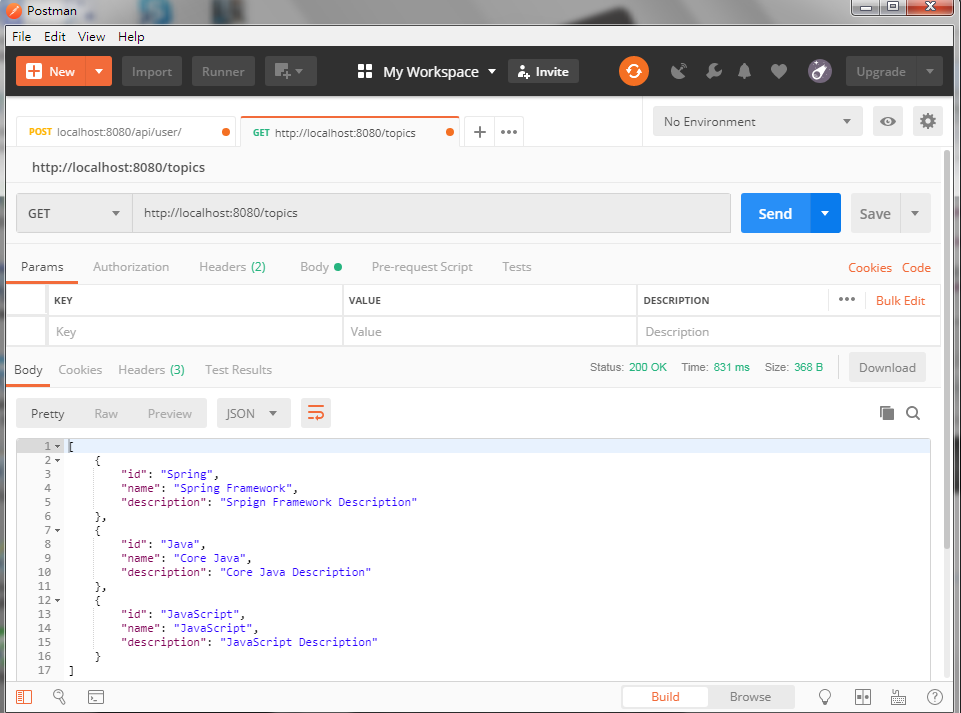 Postman
File Edit View Help
New Import Runner My Workspace Invite Upgrade
POST localhost:8080/api/user/ GET http://localhost:8080/topics No Environment
http://localhost:8080/topics
GET http://localhost:8080/topics Send Save
Params Authorization Headers (2) Body Pre-request Script Tests Cookies Code
KEY VALUE DESCRIPTION Bulk Edit
Key Value Description
Body Cookies Headers (3) Test Results Status: 200 OK Time: 831 ms Size: 368 B Download
Pretty Raw Preview JSON
1 [
2 {
3 "id": "Spring",
4 "name": "Spring Framework",
5 "description": "Srpign Framework Description"
6 },
7 {
8 "id": "Java",
9 "name": "Core Java",
10 "description": "Core Java Description"
11 },
12 {
13 "id": "JavaScript",
14 "name": "JavaScript",
15 "description": "JavaScript Description"
16 }
17 ]
Build Browse